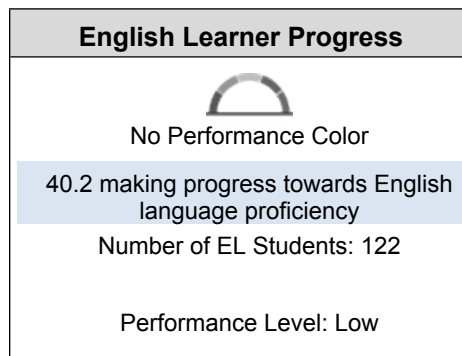 English Learner Progress
No Performance Color
40.2 making progress towards English
language proficiency
Number of EL Students: 122
Performance Level: Low